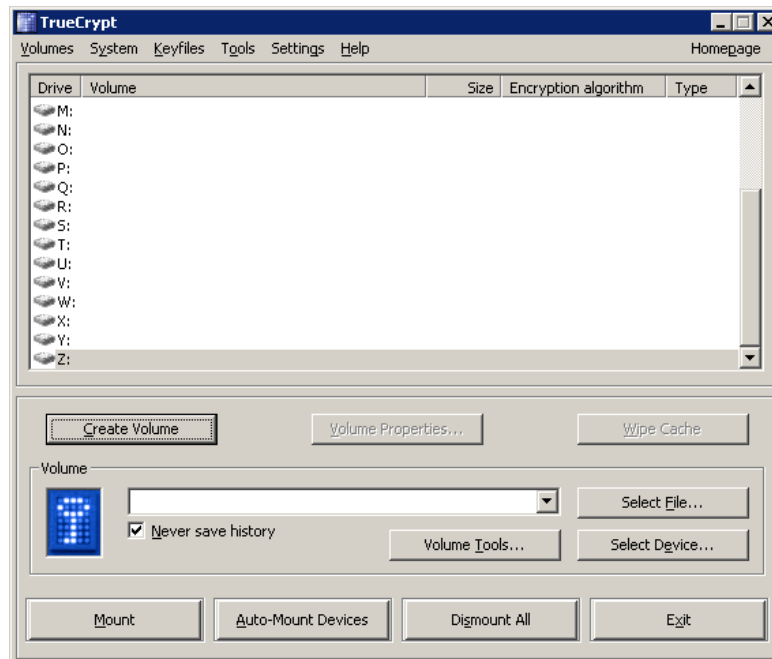 TrueCrypt
Volumes System Keyfiles Tools Settings Help Homepage
Drive Volume Size Encryption algorithm Type
M:
N:
O:
P:
Q:
R:
S:
T:
U:
V:
W:
X:
Y:
Z:
Create Volume Volume Properties... Wipe Cache
Volume
Select File...
Never save history
Volume Tools... Select Device...
Mount Auto-Mount Devices Dismount All Exit